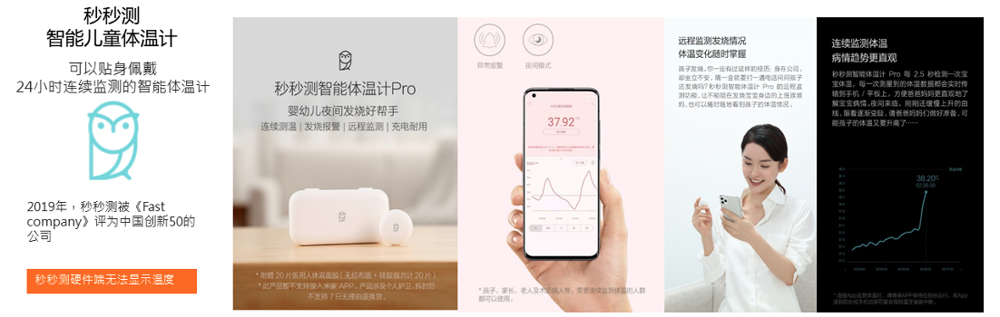 秒秒测
智能儿童体温计
可以贴身佩戴
24小时连续监测的智能体温计
2019年，秒秒测被《Fast
company》评为中国创新50的
公司
秒秒测硬件端无法显示温度
秒秒测智能体温计Pro
婴幼儿夜间发烧好帮手
连续测温 | 发烧报警 | 远程监测 | 充电耐用
* 附赠 20 片医用人体双面胶（无纺布版 + 硅胶版共计 20 片）
* 此产品暂不支持接入米家 APP，产品涉及个人护卫，拆封后
不支持 7 日无理由退换货。
异常报警
夜间模式
37.92
* 孩子、家长、老人及术后病人等，需要连续监测体温的人群
都可以使用。
远程监测发烧情况
体温变化随时掌握
孩子发烧，你一定有过这样的经历：身在公司，
却坐立不安，隔一会就要打一通电话问问孩子
还发烧吗？秒秒测智能体温计 Pro 的远程监
测功能，让不能陪在发烧宝宝身边的上班族爸
妈，也可以随时随地看到孩子的体温情况。
连续监测体温
病情趋势更直观
秒秒测智能体温计 Pro 每 2.5 秒检测一次宝
宝体温，每一次测量到的体温数据都会实时传
输到手机 / 平板上，方便爸爸妈妈更直观地了
解宝宝病情。夜间来临，刚刚还缓慢上升的曲
线，眼看逐渐变陡，请爸爸妈妈们做好准备，可
能孩子的体温又要升高了……
38.20
02:38:30